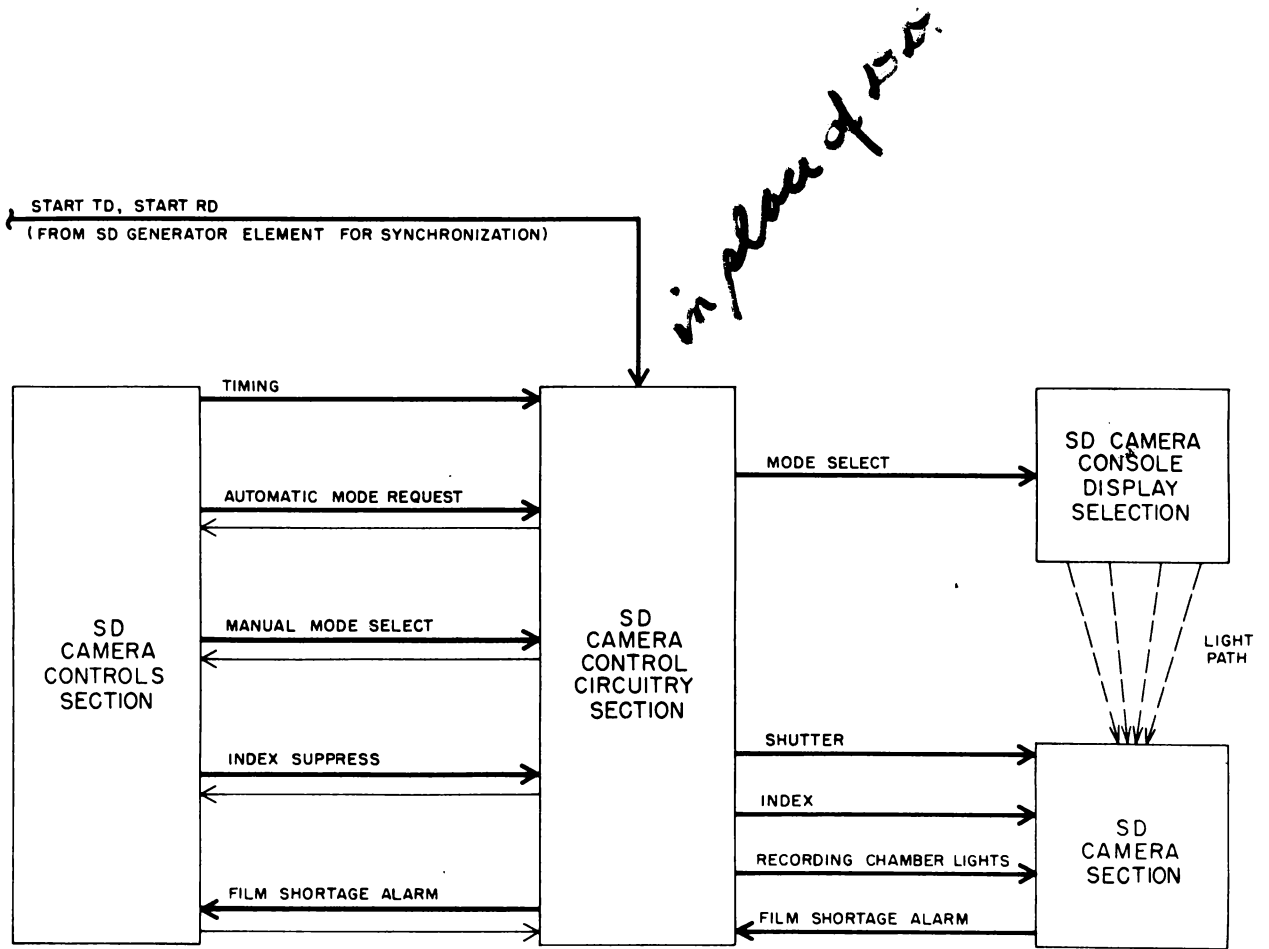 in place of
START TD, START RD
(FROM SD GENERATOR ELEMENT FOR SYNCHRONIZATION)
TIMING
AUTOMATIC MODE REQUEST
MANUAL MODE SELECT
INDEX SUPPRESS
FILM SHORTAGE ALARM
SD
CAMERA
CONTROLS
SECTION
SD
CAMERA
CONTROL
CIRCUITRY
SECTION
MODE SELECT
SD CAMERA
CONSOLE
DISPLAY
SELECTION
LIGHT
PATH
SHUTTER
INDEX
RECORDING CHAMBER LIGHTS
FILM SHORTAGE ALARM
SD
CAMERA
SECTION